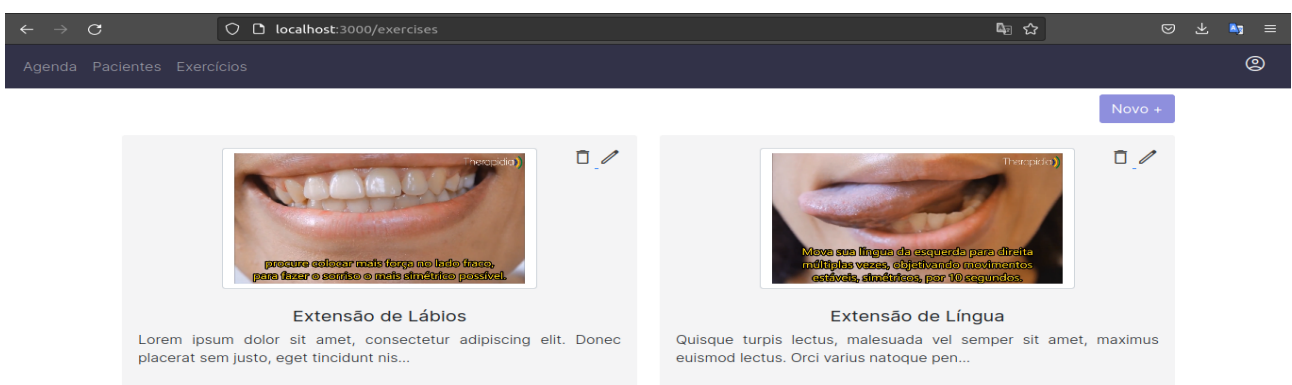 localhost:3000/exercises
Agenda Pacientes Exercícios
Novo +
Therapidia
procure colocar mais força no lado fraco,
para fazer o sorriso o mais simétrico possível.
Extensão de Lábios
Lorem ipsum dolor sit amet, consectetur adipiscing elit. Donec
placerat sem justo, eget tincidunt nis...
Therapidia
Mova sua língua da esquerda para direita
múltiplas vezes, objetivando movimentos
estáveis, simétricos, por 10 segundos.
Extensão de Língua
Quisque turpis lectus, malesuada vel semper sit amet, maximus
euismod lectus. Orci varius natoque pen...